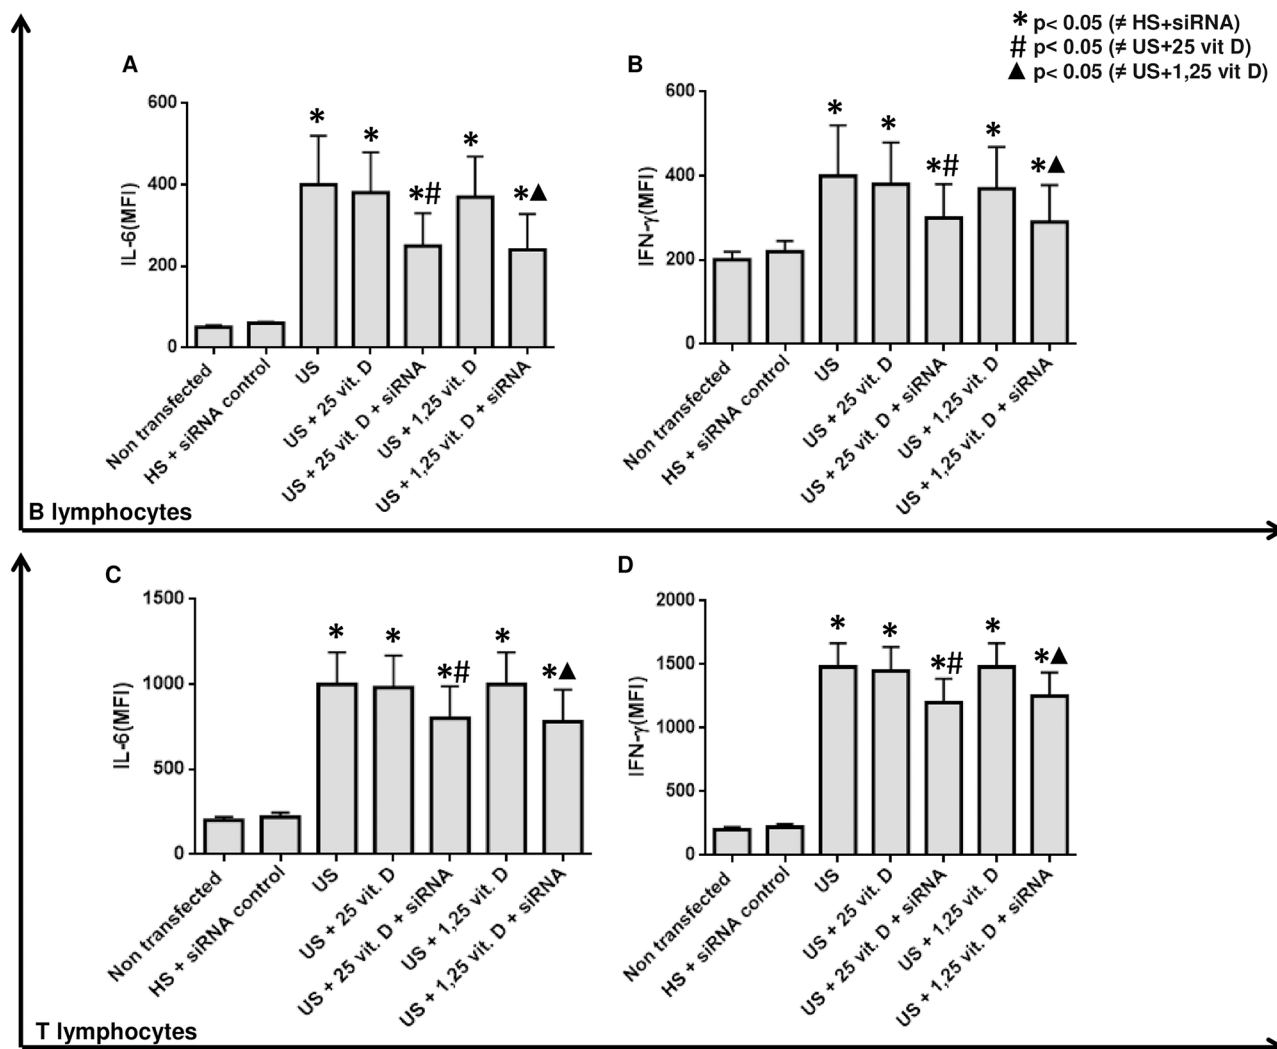 * p< 0.05 (≠ HS+siRNA)
# p< 0.05 (≠ US+25 vit D)
▲ p< 0.05 (≠ US+1,25 vit D)
A
600
400
200
0
IL-6(MFI)
*
*
*#
*
*▲
Non transfected
HS + siRNA control
US
US + 25 vit. D
US + 25 vit. D + siRNA
US + 1,25 vit. D
US + 1,25 vit. D + siRNA
B
600
400
200
0
IFN-γ(MFI)
*
*
*#
*
*▲
Non transfected
HS + siRNA control
US
US + 25 vit. D
US + 25 vit. D + siRNA
US + 1,25 vit. D
US + 1,25 vit. D + siRNA
B lymphocytes
C
1500
1000
500
0
IL-6(MFI)
*
*
*#
*
*▲
Non transfected
HS + siRNA control
US
US + 25 vit. D
US + 25 vit. D + siRNA
US + 1,25 vit. D
US + 1,25 vit. D + siRNA
D
2000
1500
1000
500
0
IFN-γ(MFI)
*
*
*#
*
*▲
Non transfected
HS + siRNA control
US
US + 25 vit. D
US + 25 vit. D + siRNA
US + 1,25 vit. D
US + 1,25 vit. D + siRNA
T lymphocytes